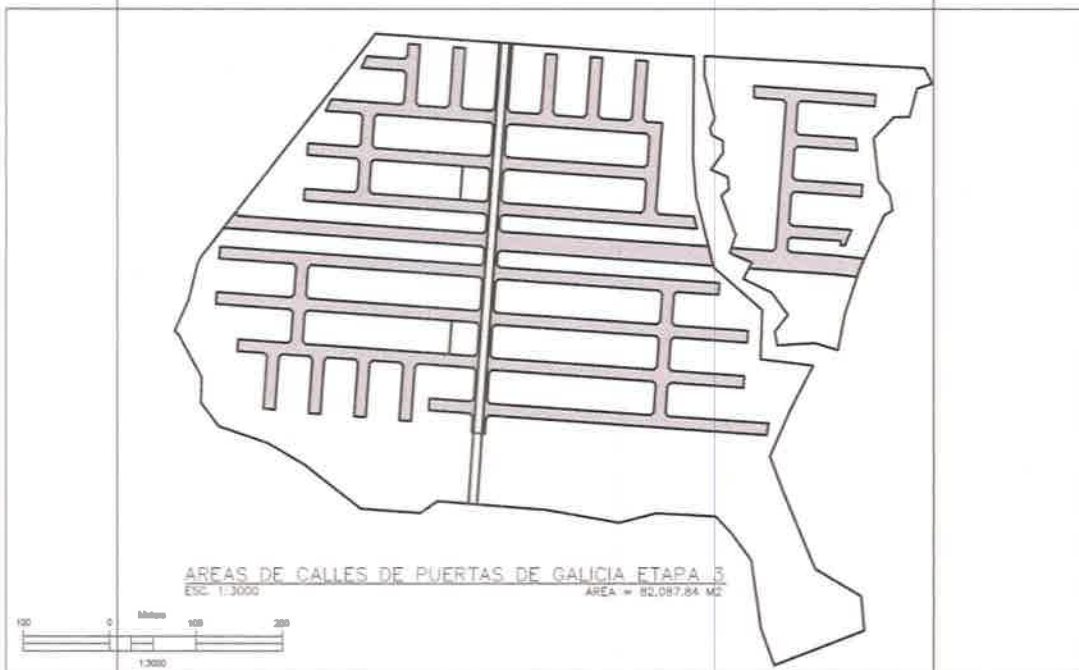 AREAS DE CALLES DE PUERTAS DE GALICIA ETAPA 3
ESC. 1:3000
AREA = 82,087.84 M2
100 0 Meters 100 200
1:3000